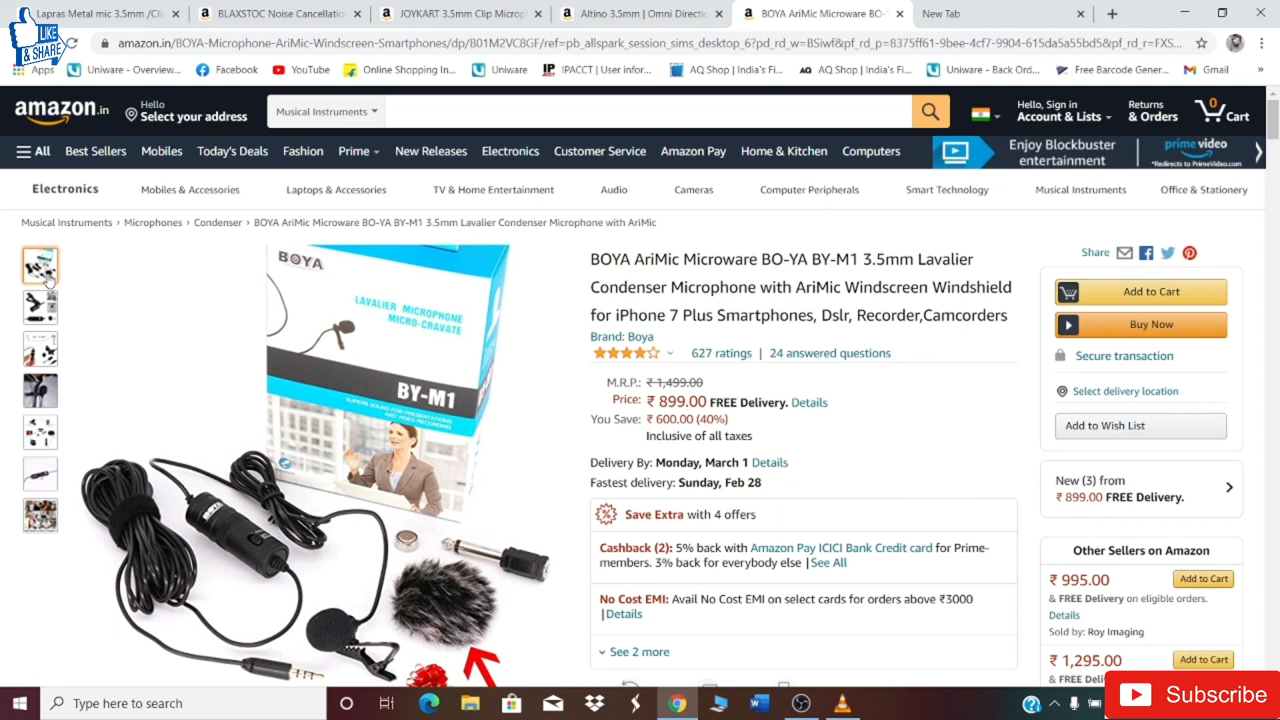 Lapras Metal mic 3.5mm /Clip
BLAXSTOC Noise Cancellatio
JOYKART 3.5mm Clip Microp
Altino 3.5mm | Omni Directi
BOYA AriMic Microware BO-
New Tab
LIKE
& SHARE
amazon.in/BOYA-Microphone-AriMic-Windscreen-Smartphones/dp/B01M2VC8GF/ref=pb_allspark_session_sims_desktop_6?pd_rd_w=BSiwf&pf_rd_p=8375ff61-9bee-4cf7-9904-615da5a55bd5&pf_rd_r=FXS...
Apps
Uniware - Overview...
Facebook
YouTube
Online Shopping In...
Uniware
IPACCT | User infor...
AQ Shop | India's Fi...
AQ Shop | India's Fi...
Uniware - Back Ord...
Free Barcode Gener...
Gmail
amazon.in
Hello
Select your address
Musical Instruments
Hello, Sign in
Account & Lists
Returns
& Orders
0
Cart
All
Best Sellers
Mobiles
Today's Deals
Fashion
Prime
New Releases
Electronics
Customer Service
Amazon Pay
Home & Kitchen
Computers
Enjoy Blockbuster
entertainment
prime video
*Redirects to PrimeVideo.com
Electronics
Mobiles & Accessories
Laptops & Accessories
TV & Home Entertainment
Audio
Cameras
Computer Peripherals
Smart Technology
Musical Instruments
Office & Stationery
Musical Instruments › Microphones › Condenser › BOYA AriMic Microware BO-YA BY-M1 3.5mm Lavalier Condenser Microphone with AriMic
BOYA
LAVALIER MICROPHONE
MICRO-CRAVATE
BY-M1
SUPERB SOUND FOR PRESENTATIONS
AND VIDEO RECORDING
BOYA
BOYA AriMic Microware BO-YA BY-M1 3.5mm Lavalier
Condenser Microphone with AriMic Windscreen Windshield
for iPhone 7 Plus Smartphones, Dslr, Recorder,Camcorders
Brand: Boya
627 ratings | 24 answered questions
M.R.P.: ₹ 1,499.00
Price: ₹ 899.00 FREE Delivery. Details
You Save: ₹ 600.00 (40%)
Inclusive of all taxes
Delivery By: Monday, March 1 Details
Fastest delivery: Sunday, Feb 28
Save Extra with 4 offers
Cashback (2): 5% back with Amazon Pay ICICI Bank Credit card for Prime-
members. 3% back for everybody else |See All
No Cost EMI: Avail No Cost EMI on select cards for orders above ₹3000
|Details
See 2 more
Share
Add to Cart
Buy Now
Secure transaction
Select delivery location
Add to Wish List
New (3) from
₹ 899.00 FREE Delivery.
Other Sellers on Amazon
₹ 995.00
Add to Cart
& FREE Delivery on eligible orders.
Details
Sold by: Roy Imaging
₹ 1,295.00
Add to Cart
Type here to search
Subscribe